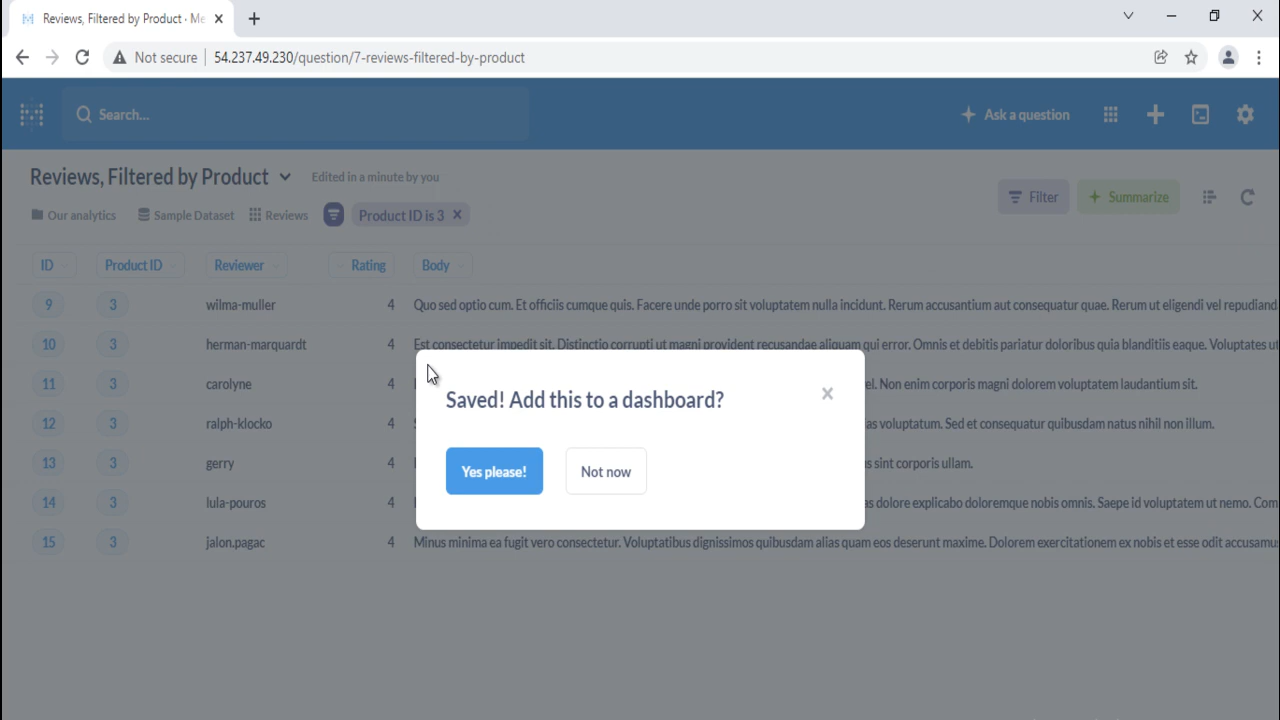 Reviews, Filtered by Product · Me
Not secure 54.237.49.230/question/7-reviews-filtered-by-product
Search...
Ask a question
Reviews, Filtered by Product Edited in a minute by you
Filter Summarize
Our analytics Sample Dataset Reviews Product ID is 3
ID Product ID Reviewer Rating Body
9 3 wilma-muller 4 Quo sed optio cum. Et officiis cumque quis. Facere unde porro sit voluptatem nulla incidunt. Rerum accusantium aut consequatur quae. Rerum ut eligendi vel repudiand
10 3 herman-marquardt 4 Est consectetur impedit sit. Distinctio corrupti ut magni provident recusandae aliquam qui error. Omnis et debitis pariatur doloribus quia blanditiis eaque. Voluptates ut
11 3 carolyne 4 el. Non enim corporis magni dolorem voluptatem laudantium sit.
Saved! Add this to a dashboard?
12 3 ralph-klocko 4 as voluptatum. Sed et consequatur quibusdam natus nihil non illum.
13 3 gerry 4 s sint corporis ullam.
Yes please! Not now
14 3 lula-pouros 4 as dolore explicabo doloremque nobis omnis. Saepe id voluptatem ut nemo. Com
15 3 jalon.pagac 4 Minus minima ea fugit vero consectetur. Voluptatibus dignissimos quibusdam alias quam eos deserunt maxime. Dolorem exercitationem ex nobis et esse odit accusamu